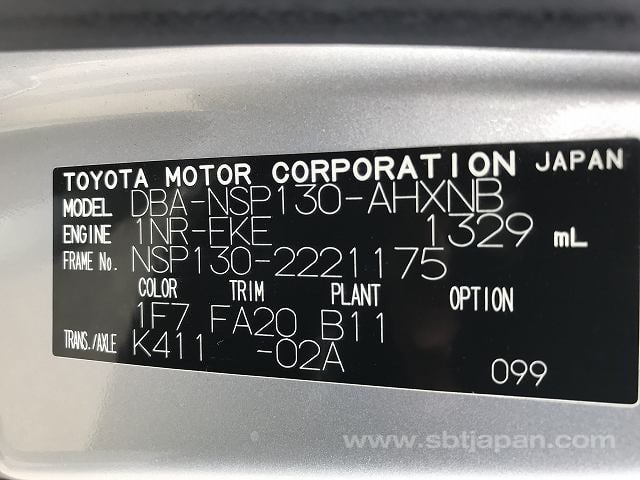 TOYOTA MOTOR CORPORATION JAPAN
MODEL DBA-NSP130-AHXNB
ENGINE 1NR-FKE 1329 mL
FRAME No. NSP130-2221175
COLOR TRIM PLANT OPTION
1F7 FA20 B11
TRANS./AXLE K411 -02A
099
www.sbtjapan.com